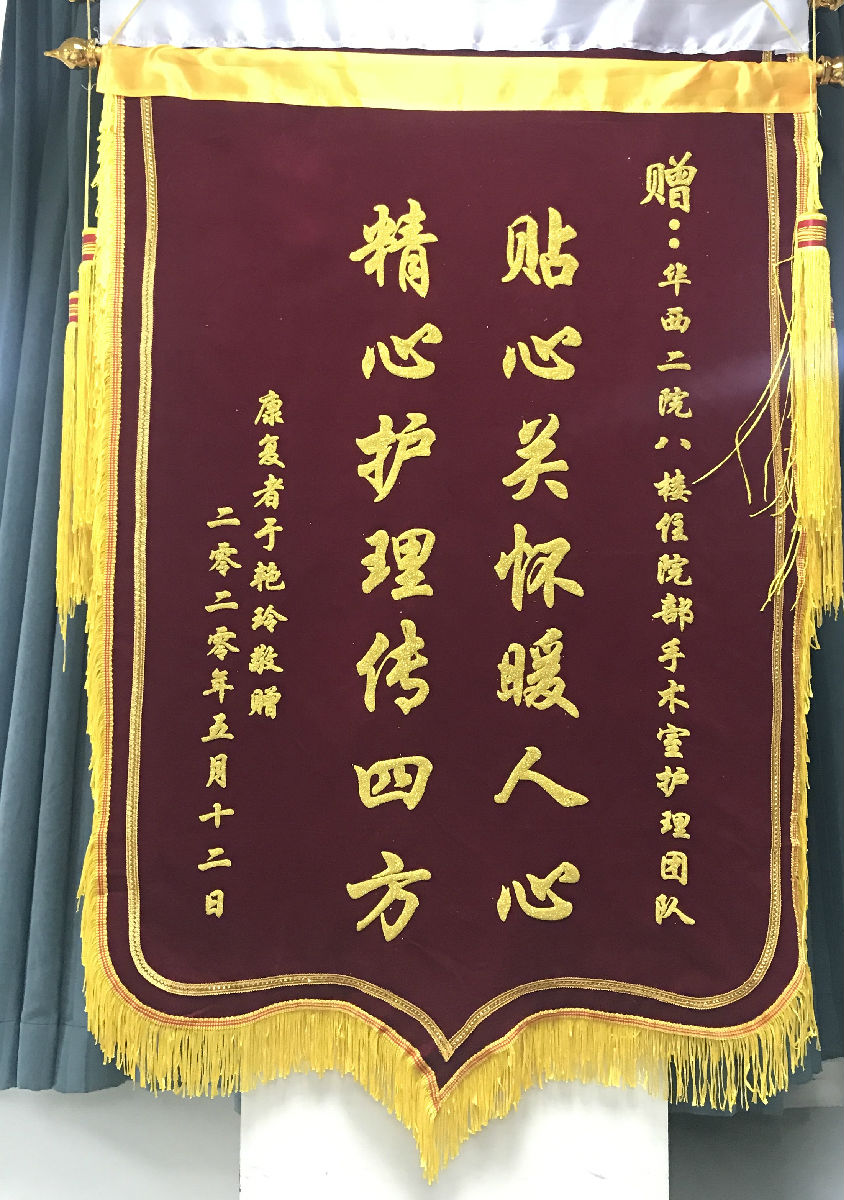 赠：华西二院八楼住院部手术室护理团队
贴心关怀暖人心
精心护理传四方
康复者于艳玲敬赠
二零二零年五月十二日